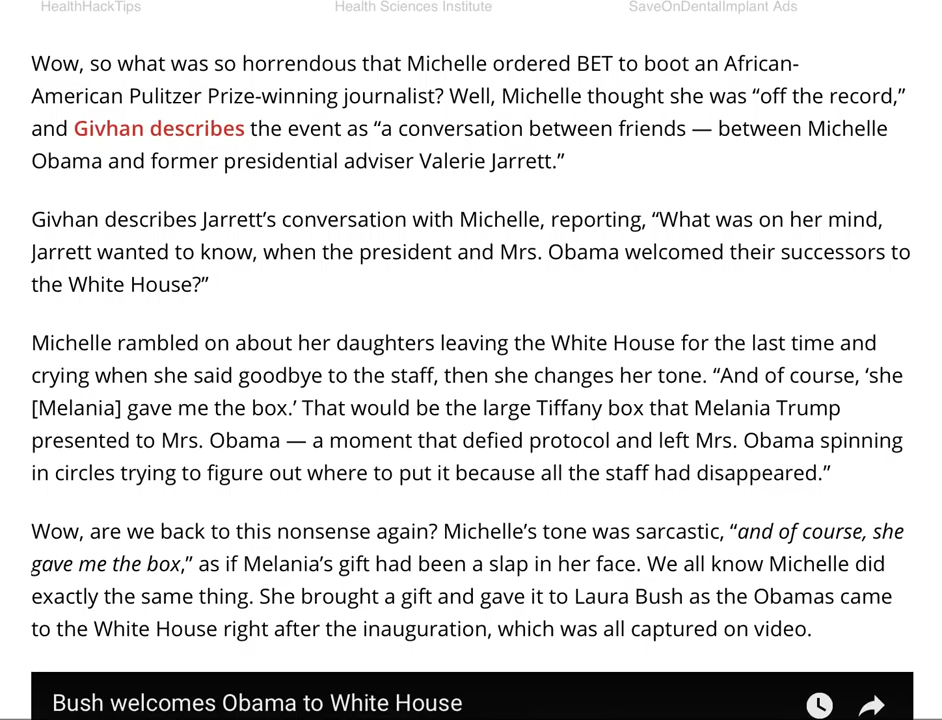 HealthHackTips Health Sciences Institute SaveOnDentalImplant Ads
Wow, so what was so horrendous that Michelle ordered BET to boot an African-
American Pulitzer Prize-winning journalist? Well, Michelle thought she was “off the record,”
and Givhan describes the event as “a conversation between friends — between Michelle
Obama and former presidential adviser Valerie Jarrett.”
Givhan describes Jarrett’s conversation with Michelle, reporting, “What was on her mind,
Jarrett wanted to know, when the president and Mrs. Obama welcomed their successors to
the White House?”
Michelle rambled on about her daughters leaving the White House for the last time and
crying when she said goodbye to the staff, then she changes her tone. “And of course, ‘she
[Melania] gave me the box.’ That would be the large Tiffany box that Melania Trump
presented to Mrs. Obama — a moment that defied protocol and left Mrs. Obama spinning
in circles trying to figure out where to put it because all the staff had disappeared.”
Wow, are we back to this nonsense again? Michelle’s tone was sarcastic, “and of course, she
gave me the box,” as if Melania’s gift had been a slap in her face. We all know Michelle did
exactly the same thing. She brought a gift and gave it to Laura Bush as the Obamas came
to the White House right after the inauguration, which was all captured on video.
Bush welcomes Obama to White House